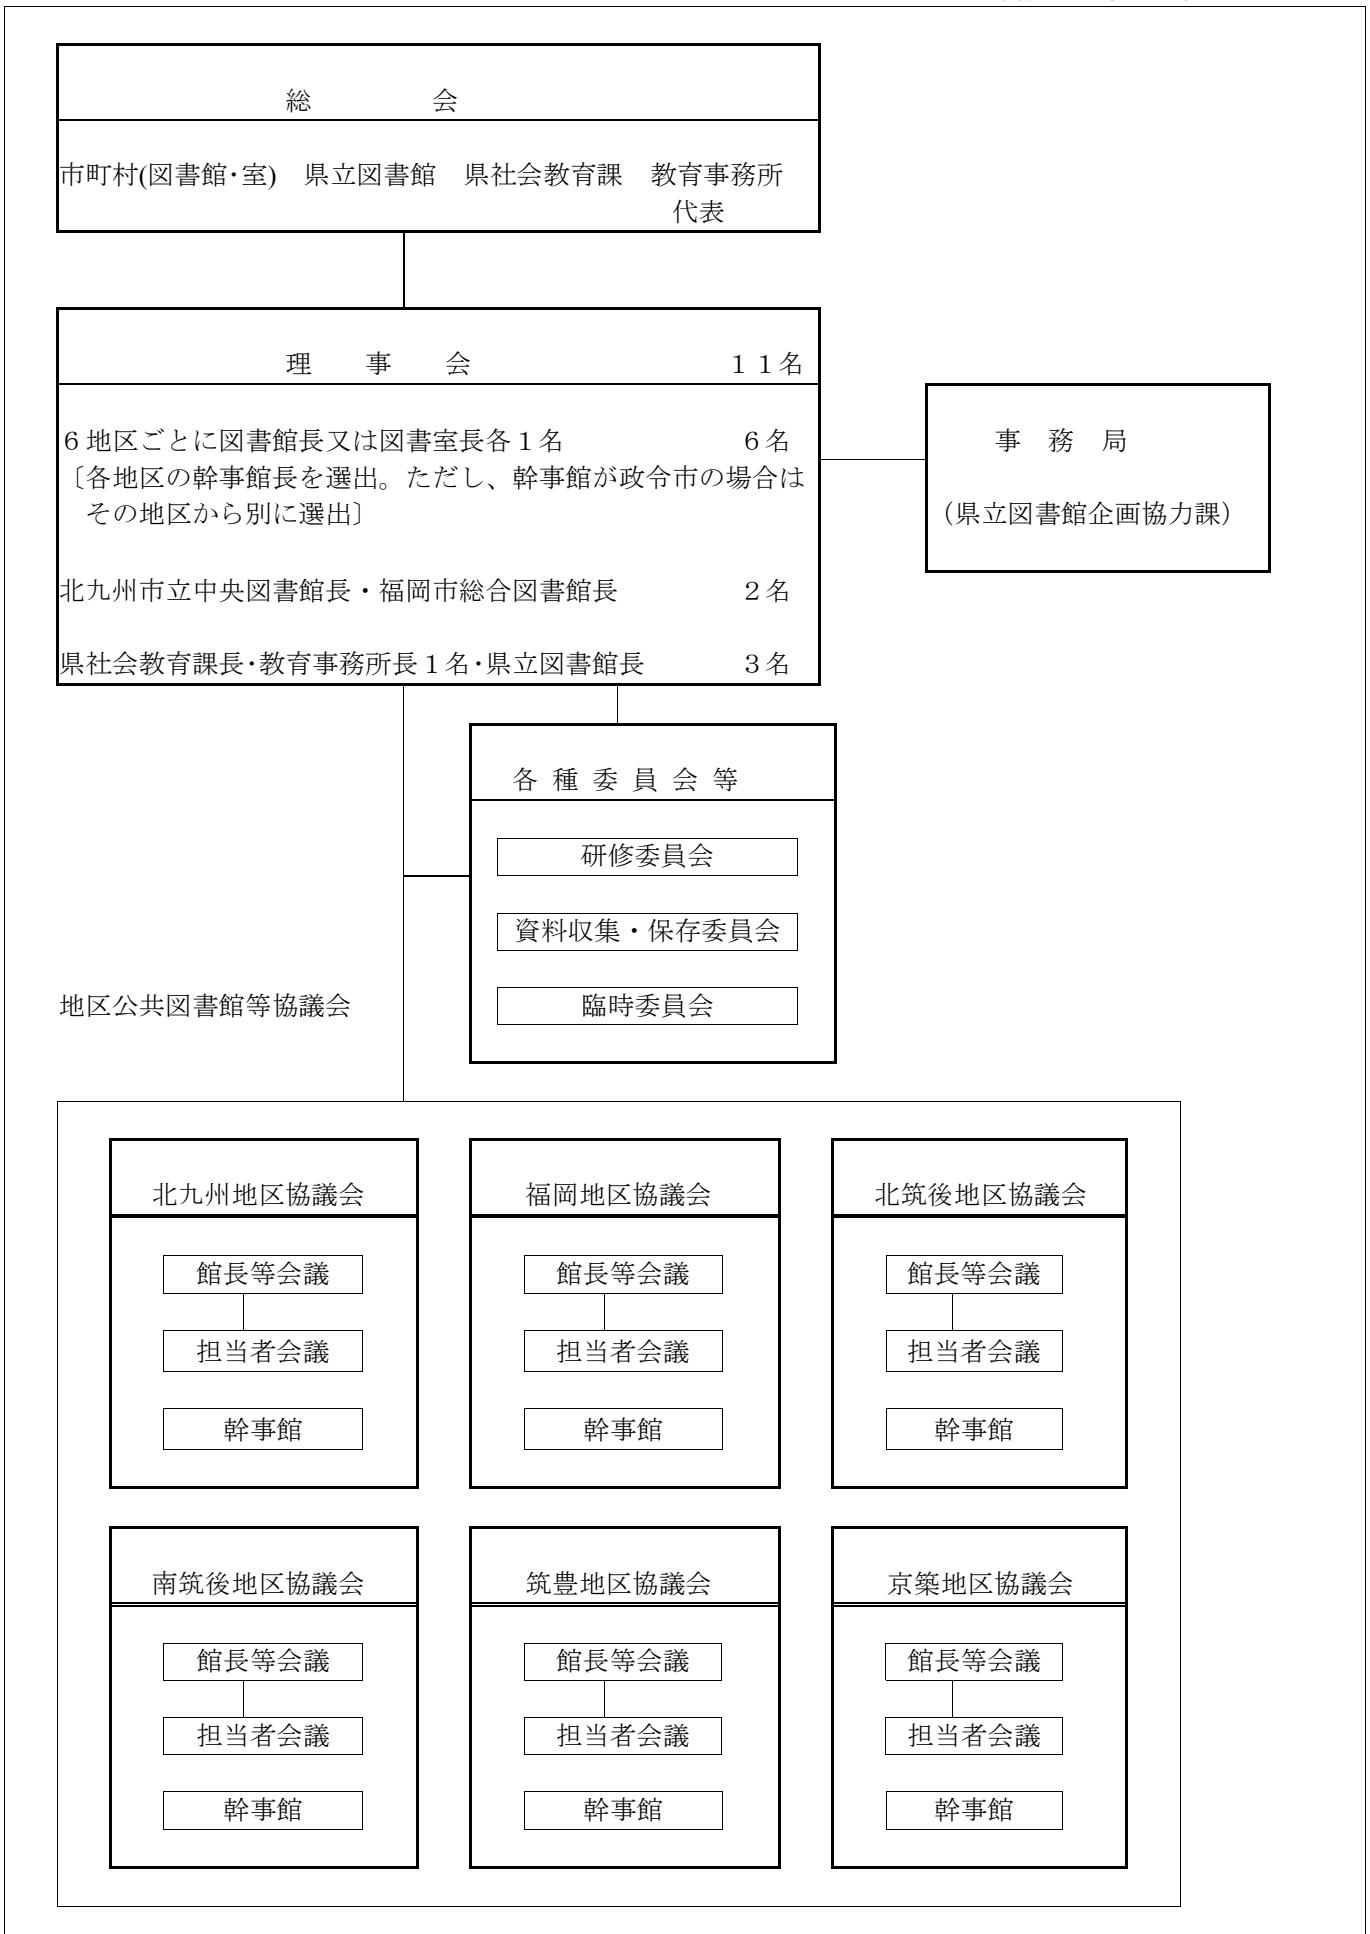 総　会
市町村(図書館･室)　県立図書館　県社会教育課　教育事務所
代表
理　事　会　１１名
６地区ごとに図書館長又は図書室長各１名　６名
〔各地区の幹事館長を選出。ただし、幹事館が政令市の場合は
その地区から別に選出〕
北九州市立中央図書館長・福岡市総合図書館長　２名
県社会教育課長･教育事務所長１名･県立図書館長　３名
事　務　局
（県立図書館企画協力課）
各種委員会等
研修委員会
資料収集・保存委員会
臨時委員会
地区公共図書館等協議会
北九州地区協議会
館長等会議
担当者会議
幹事館
福岡地区協議会
館長等会議
担当者会議
幹事館
北筑後地区協議会
館長等会議
担当者会議
幹事館
南筑後地区協議会
館長等会議
担当者会議
幹事館
筑豊地区協議会
館長等会議
担当者会議
幹事館
京築地区協議会
館長等会議
担当者会議
幹事館